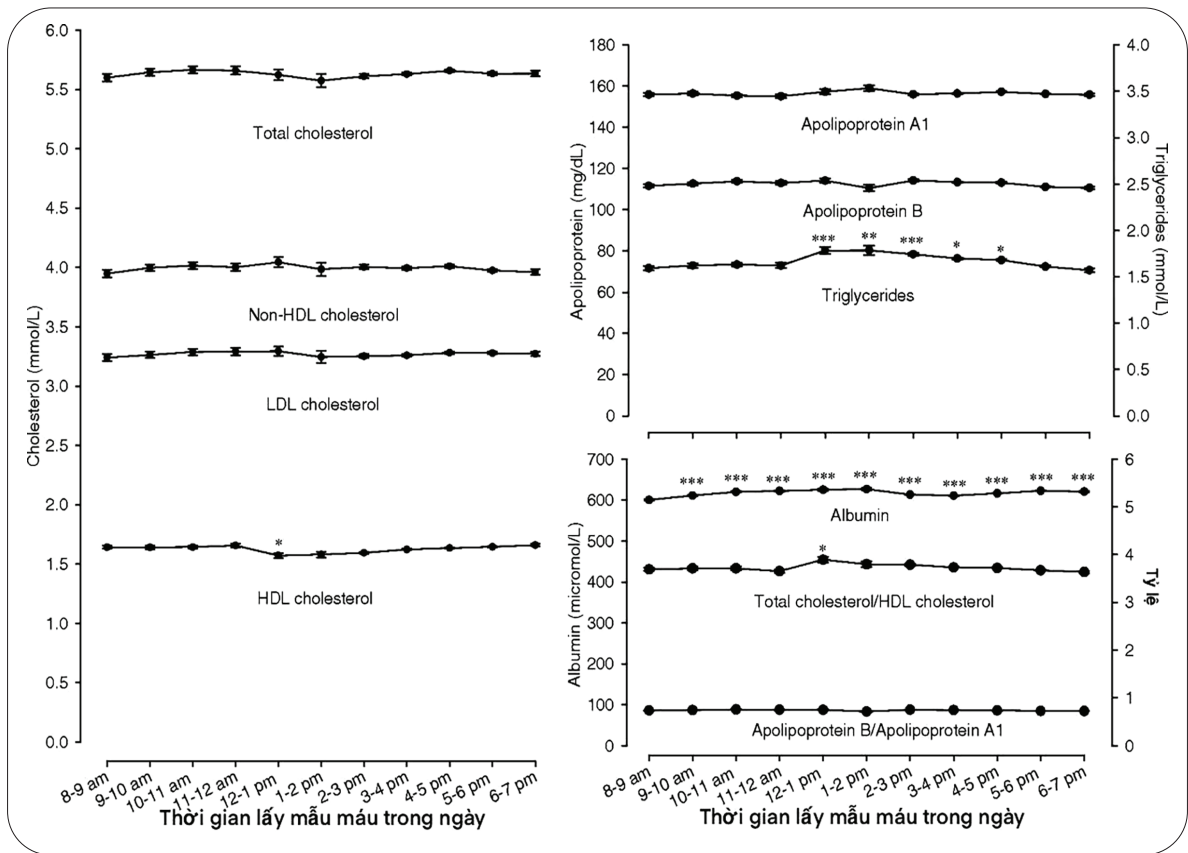 6.0
5.5
5.0
4.5
4.0
3.5
3.0
2.5
2.0
1.5
1.0
0.5
0.0
Cholesterol (mmol/L)
Total cholesterol
Non-HDL cholesterol
LDL cholesterol
*
HDL cholesterol
8-9 am
9-10 am
10-11 am
11-12 am
12-1 pm
1-2 pm
2-3 pm
3-4 pm
4-5 pm
5-6 pm
6-7 pm
Thời gian lấy mẫu máu trong ngày
180
160
140
120
100
80
60
40
20
0
Apolipoprotein (mg/dL)
Apolipoprotein A1
Apolipoprotein B
*** ** *** * *
Triglycerides
4.0
3.5
3.0
2.5
2.0
1.5
1.0
0.5
0.0
Triglycerides (mmol/L)
700
600
500
400
300
200
100
0
Albumin (micromol/L)
*** *** *** *** *** *** *** *** *** ***
Albumin
*
Total cholesterol/HDL cholesterol
Apolipoprotein B/Apolipoprotein A1
6
5
4
3
2
1
0
Tỷ lệ
8-9 am
9-10 am
10-11 am
11-12 am
12-1 pm
1-2 pm
2-3 pm
3-4 pm
4-5 pm
5-6 pm
6-7 pm
Thời gian lấy mẫu máu trong ngày